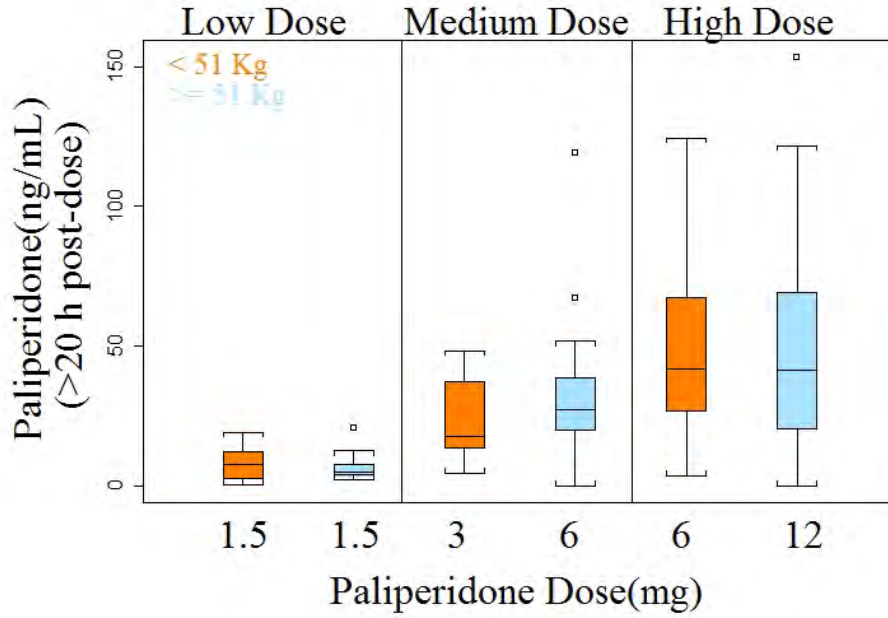 Low Dose Medium Dose High Dose
< 51 Kg
>= 51 Kg
150
100
50
0
Paliperidone(ng/mL)
(>20 h post-dose)
1.5 1.5 3 6 6 12
Paliperidone Dose(mg)